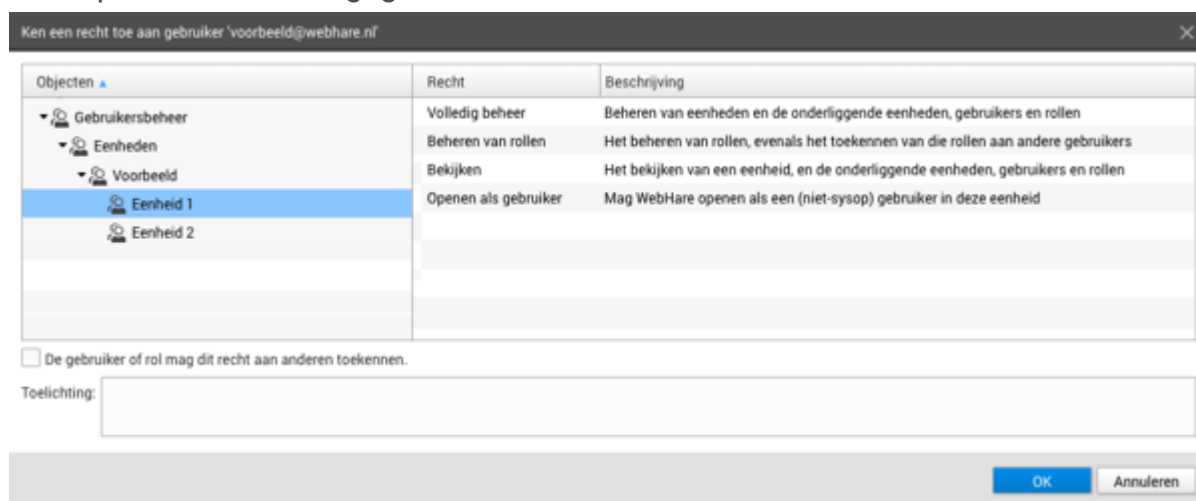 Ken een recht toe aan gebruiker 'voorbeeld@webhare.nl'
Objecten Recht Beschrijving
Gebruikersbeheer Volledig beheer Beheren van eenheden en de onderliggende eenheden, gebruikers en rollen
Eenheden Beheren van rollen Het beheren van rollen, evenals het toekennen van die rollen aan andere gebruikers
Voorbeeld Bekijken Het bekijken van een eenheid, en de onderliggende eenheden, gebruikers en rollen
Eenheid 1 Openen als gebruiker Mag WebHare openen als een (niet-sysop) gebruiker in deze eenheid
Eenheid 2
De gebruiker of rol mag dit recht aan anderen toekennen.
Toelichting:
OK Annuleren